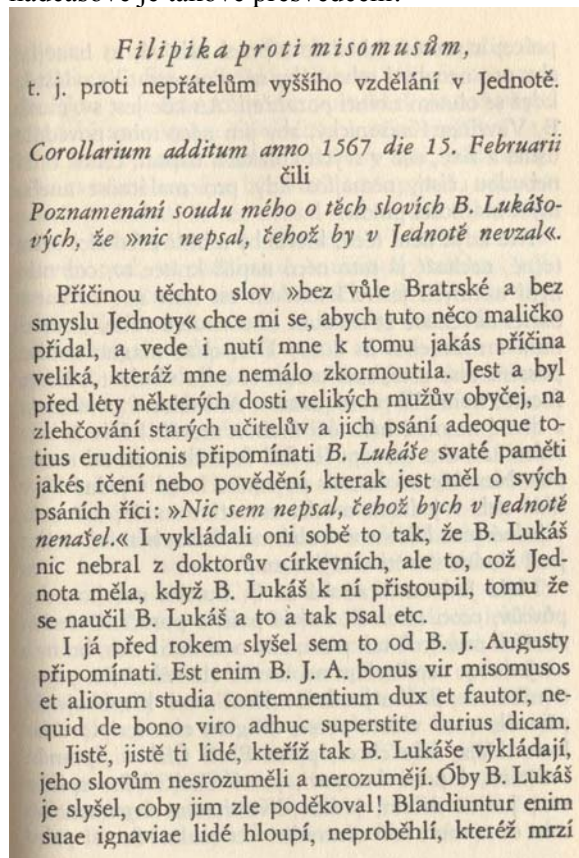 Filipika proti misomusům,
t. j. proti nepřátelům vyššího vzdělání v Jednotě.
Corollarium additum anno 1567 die 15. Februarii
čili
Poznamenání soudu mého o těch slovích B. Lukášo-
vých, že »nic nepsal, čehož by v Jednotě nevzal«.
Příčinou těchto slov »bez vůle Bratrské a bez
smyslu Jednoty« chce mi se, abych tuto něco maličko
přidal, a vede i nutí mne k tomu jakás příčina
veliká, kteráž mne nemálo zkormoutila. Jest a byl
před léty některých dosti velikých mužův obyčej, na
zlehčování starých učitelův a jich psání adeoque to-
tius eruditionis připomínati B. Lukáše svaté paměti
jakés rčení nebo povědění, kterak jest měl o svých
psáních říci: »Nic sem nepsal, čehož bych v Jednotě
nenašel.« I vykládali oni sobě to tak, že B. Lukáš
nic nebral z doktorův církevních, ale to, což Jed-
nota měla, když B. Lukáš k ní přistoupil, tomu že
se naučil B. Lukáš a to a tak psal etc.
I já před rokem slyšel sem to od B. J. Augusty
připomínati. Est enim B. J. A. bonus vir misomusos
et aliorum studia contemnentium dux et fautor, ne-
quid de bono viro adhuc superstite durius dicam.
Jistě, jistě ti lidé, kteříž tak B. Lukáše vykládají,
jeho slovům nesrozuměli a nerozumějí. Óby B. Lukáš
je slyšel, coby jim zle poděkoval! Blandiuntur enim
suae ignaviae lidé hloupí, neproběhlí, kteréž mrzí